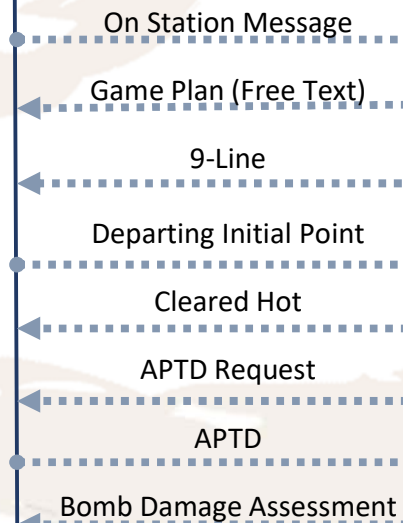 On Station Message
Game Plan (Free Text)
9-Line
Departing Initial Point
Cleared Hot
APTD Request
APTD
Bomb Damage Assessment